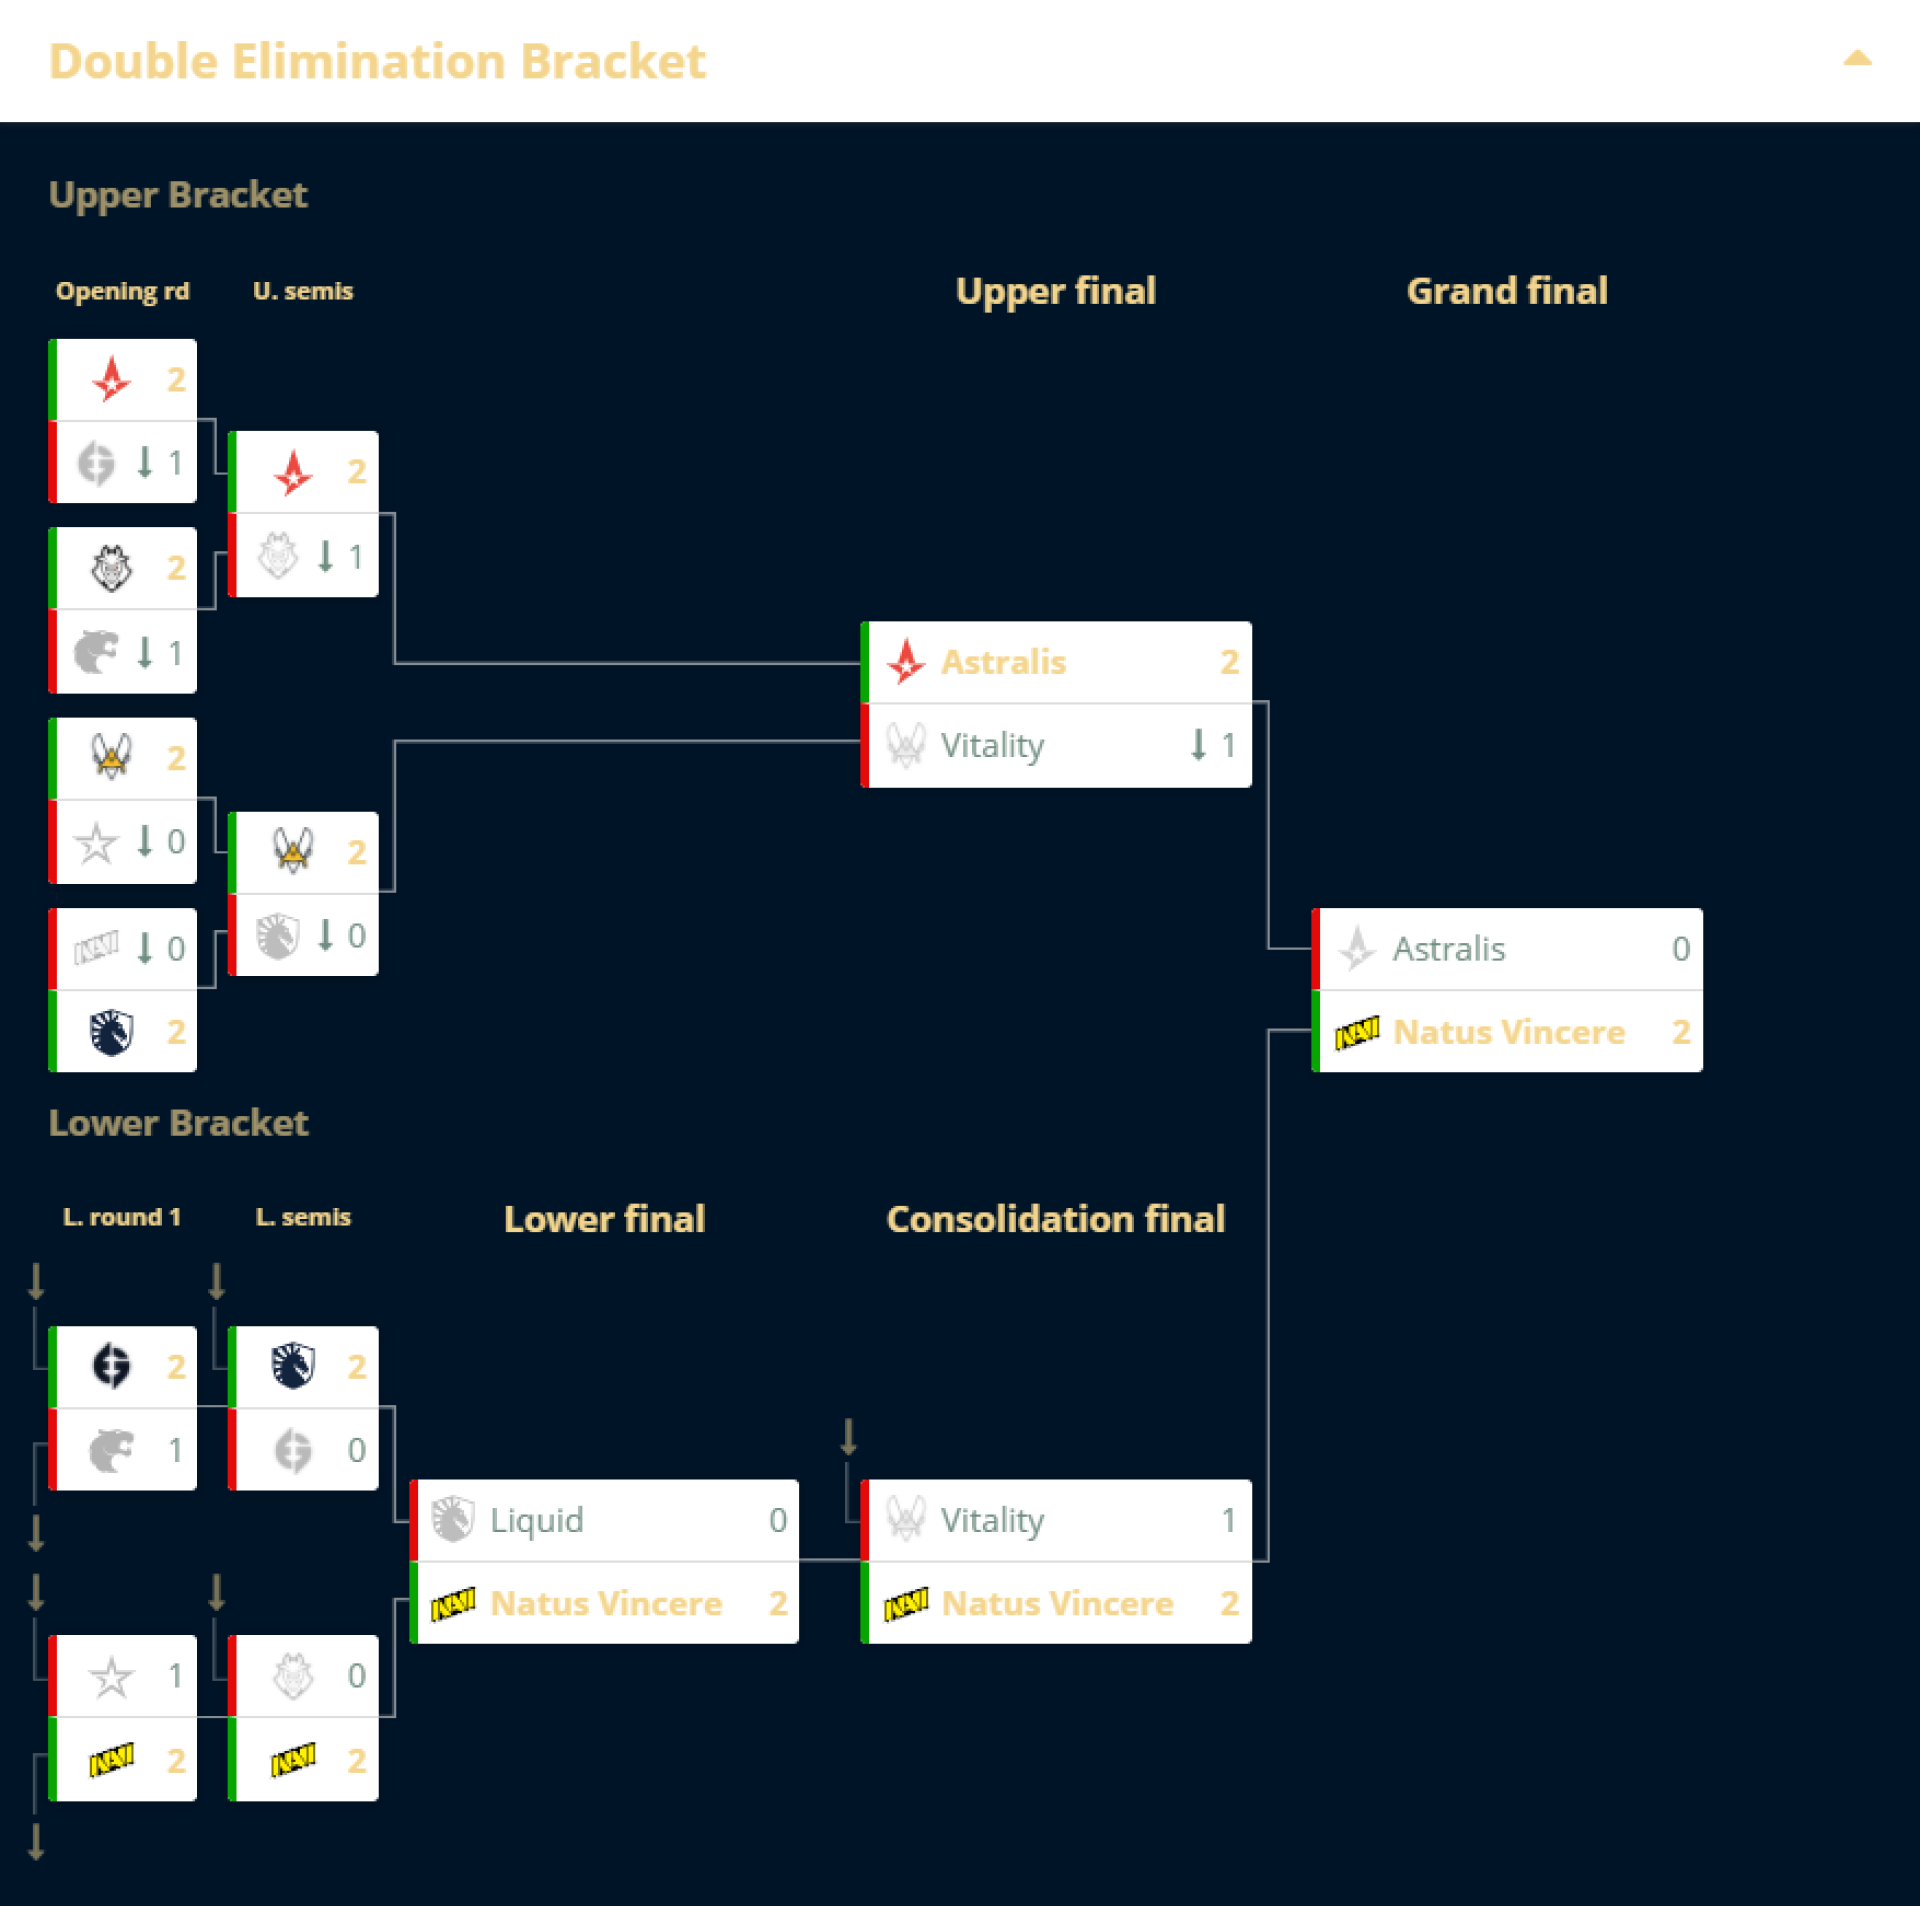 Double Elimination Bracket
Upper Bracket
Opening rd
U. semis
Upper final
Grand final
2
1
2
1
2
0
0
2
2
1
2
0
Astralis 2
Vitality 1
Astralis 0
Natus Vincere 2
Lower Bracket
L. round 1
L. semis
Lower final
Consolidation final
2
1
1
2
2
0
0
2
Liquid 0
Natus Vincere 2
Vitality 1
Natus Vincere 2